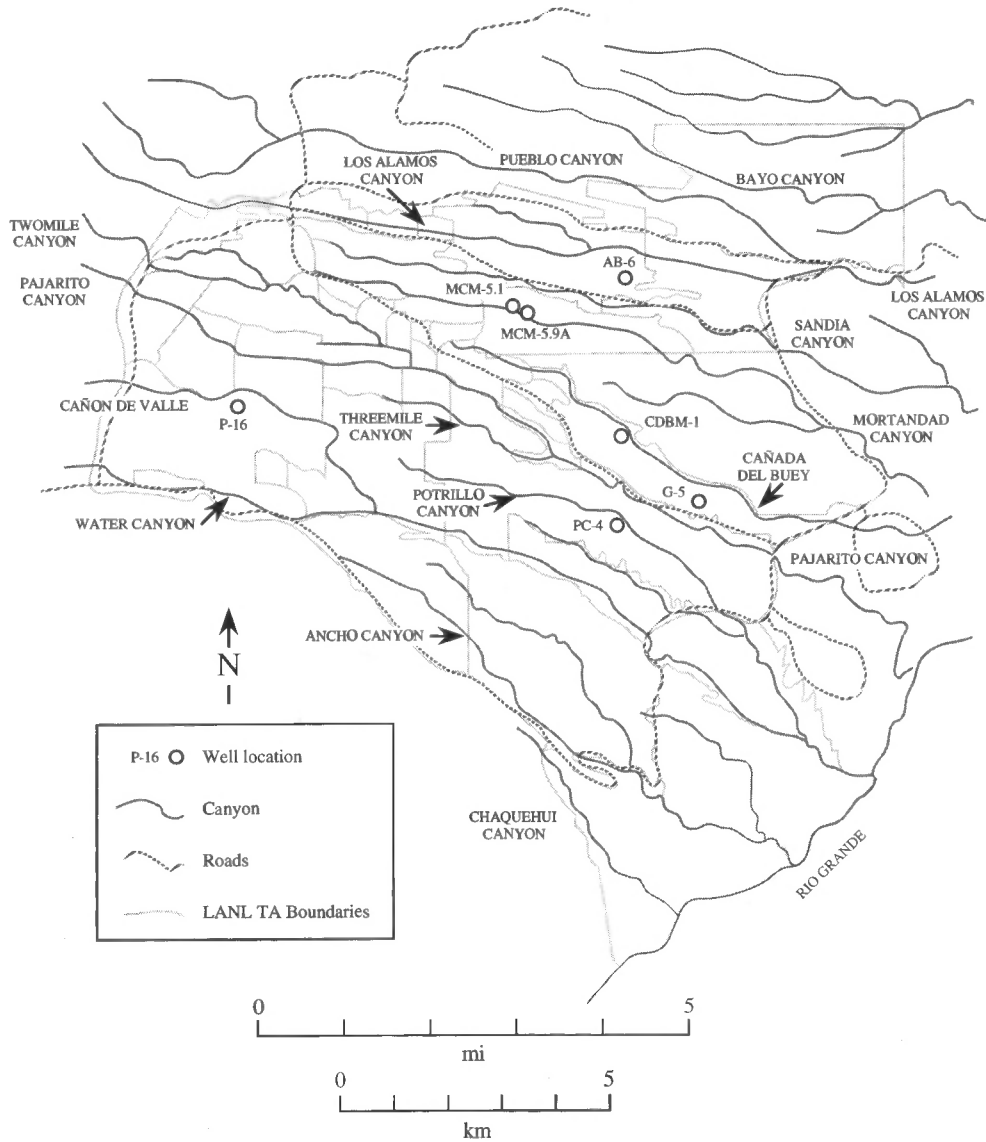 PUEBLO CANYON
LOS ALAMOS
CANYON
BAYO CANYON
TWOMILE
CANYON
PAJARITO
CANYON
AB-6
MCM-5.1
MCM-5.9A
LOS ALAMOS
CANYON
SANDIA
CANYON
CAÑON DE VALLE
P-16
THREEMILE
CANYON
CDBM-1
MORTANDAD
CANYON
CAÑADA
DEL BUEY
POTRILLO
CANYON
G-5
PC-4
WATER CANYON
PAJARITO CANYON
ANCHO CANYON
N
P-16 Well location
Canyon
Roads
LANL TA Boundaries
CHAQUEHUI
CANYON
RIO GRANDE
0 5
mi
0 5
km